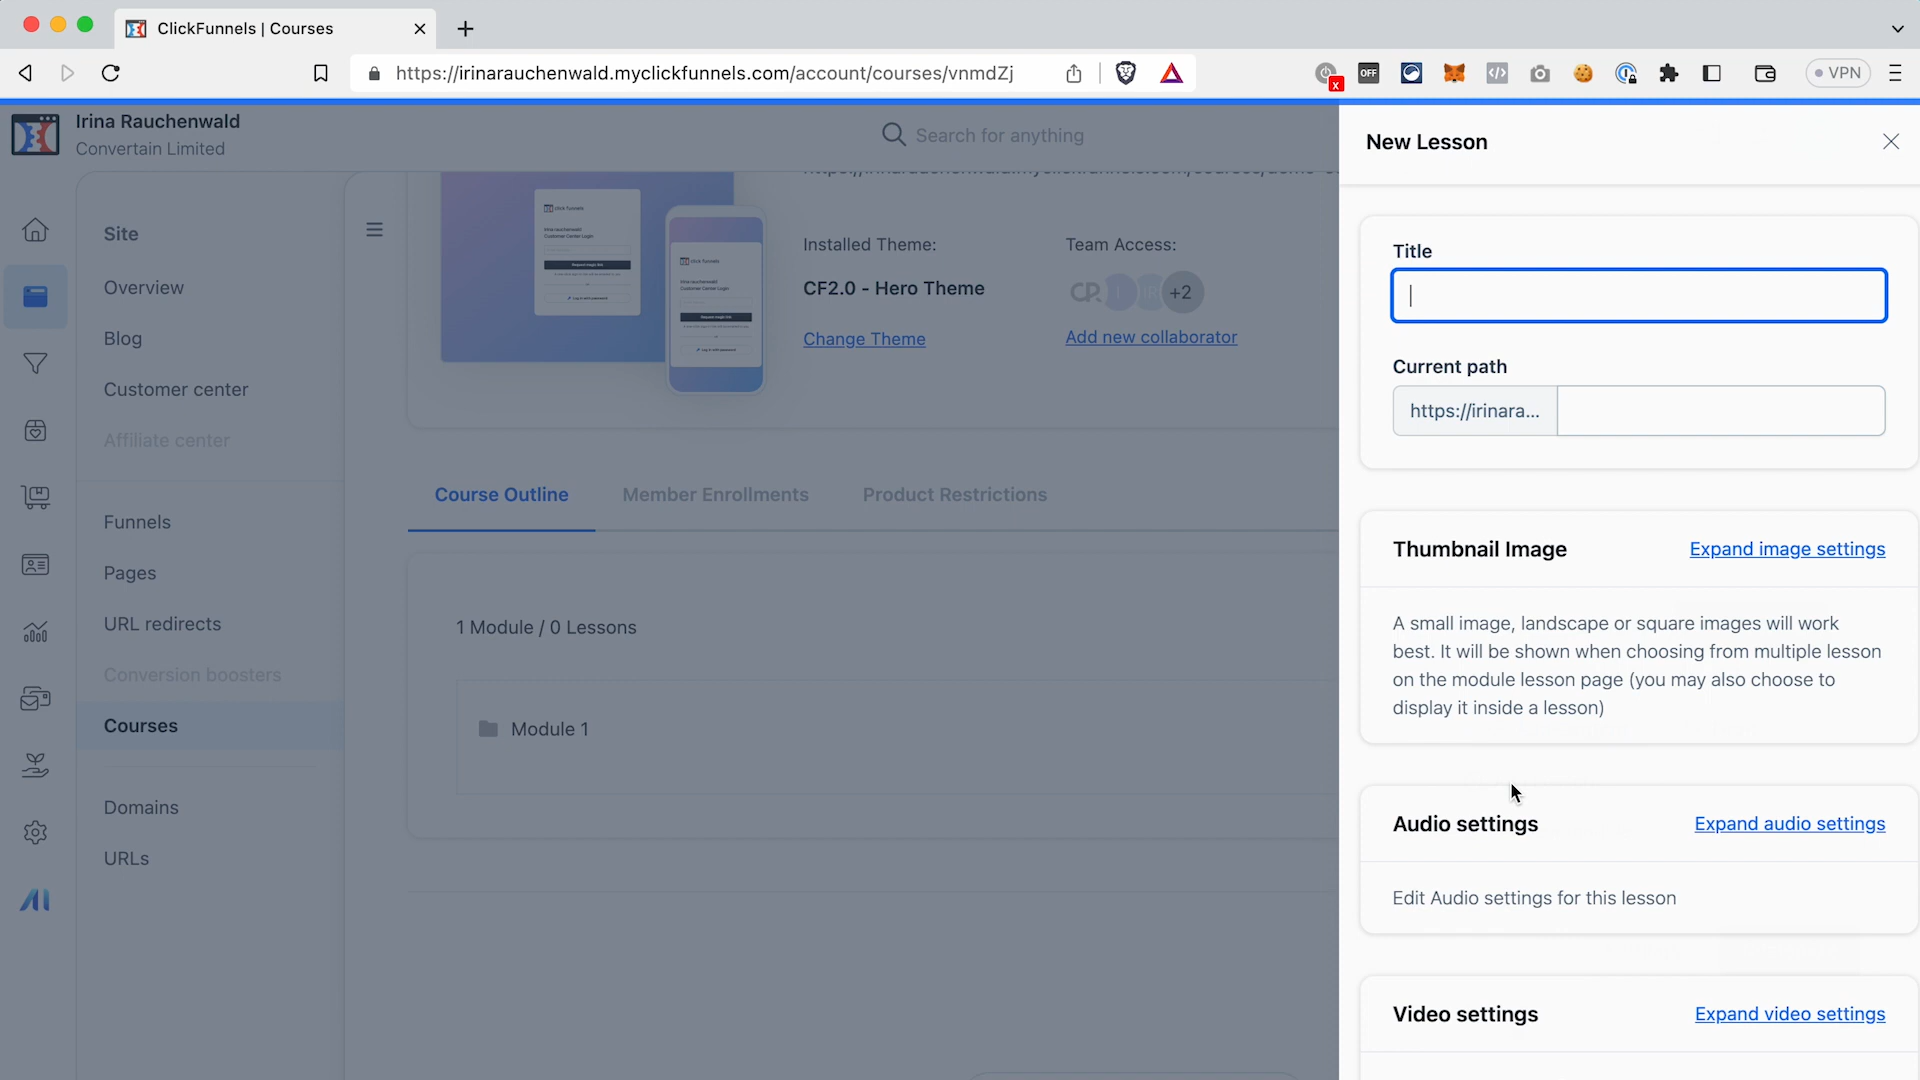 ClickFunnels | Courses
https://irinarauchenwald.myclickfunnels.com/account/courses/vnmdZj
x
OFF
VPN
Irina Rauchenwald
Convertain Limited
Search for anything
New Lesson
Site
Overview
Blog
Customer center
Affiliate center
Funnels
Pages
URL redirects
Conversion boosters
Courses
Domains
URLs
Installed Theme:
CF2.0 - Hero Theme
Change Theme
Team Access:
+2
Add new collaborator
Course Outline
Member Enrollments
Product Restrictions
1 Module / 0 Lessons
Module 1
Title
Current path
https://irinara...
Thumbnail Image
Expand image settings
A small image, landscape or square images will work
best. It will be shown when choosing from multiple lesson
on the module lesson page (you may also choose to
display it inside a lesson)
Audio settings
Expand audio settings
Edit Audio settings for this lesson
Video settings
Expand video settings